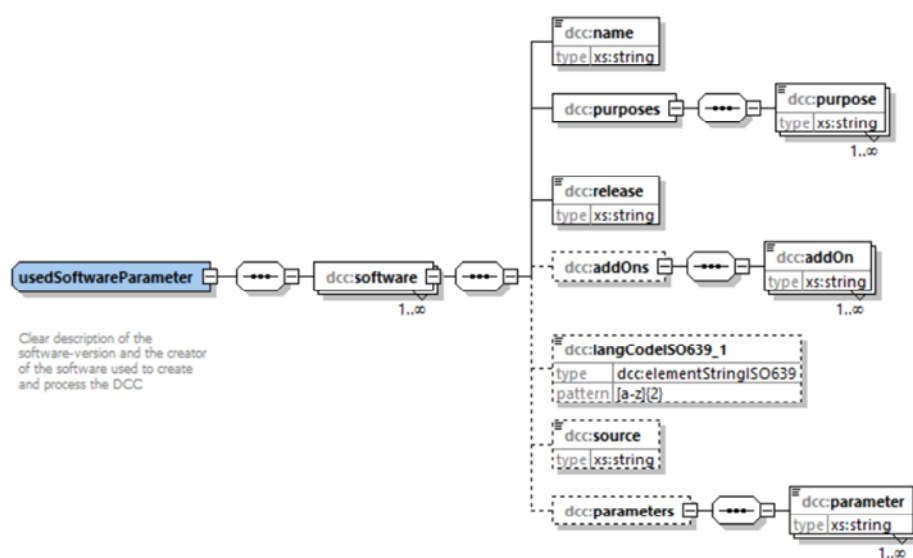 dcc:name
type xs:string
dcc:purposes
dcc:purpose
type xs:string
1..∞
dcc:release
type xs:string
usedSoftwareParameter
dcc:software
1..∞
dcc:addOns
dcc:addOn
type xs:string
1..∞
Clear description of the
software-version and the creator
of the software used to create
and process the DCC
dcc:langCodeISO639_1
type dcc:elementStringISO639
pattern [a-z]{2}
dcc:source
type xs:string
dcc:parameters
dcc:parameter
type xs:string
1..∞